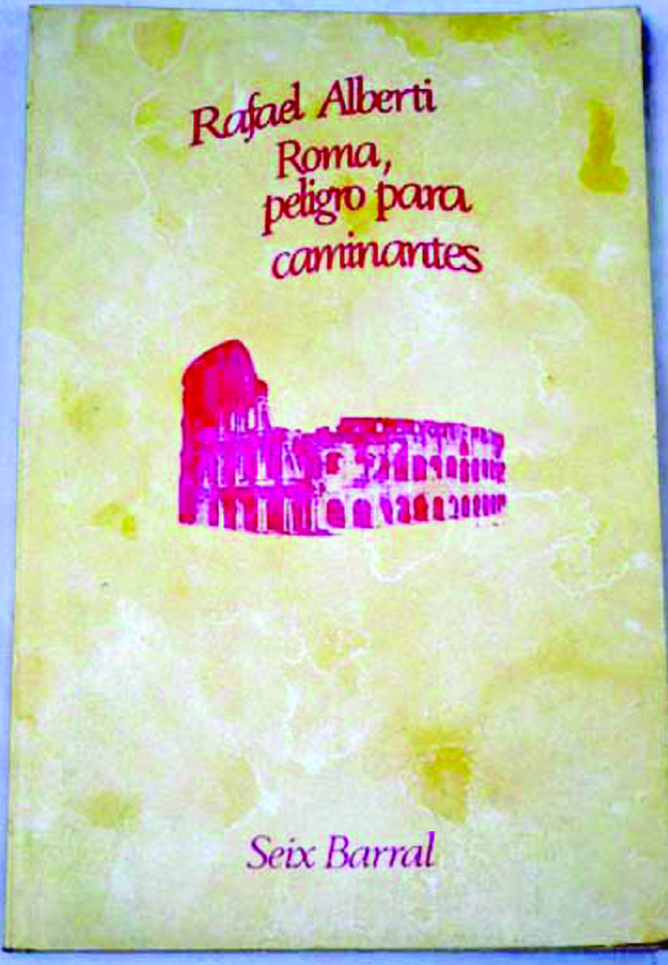 Rafael Alberti
Roma,
peligro para
caminantes
Seix Barral